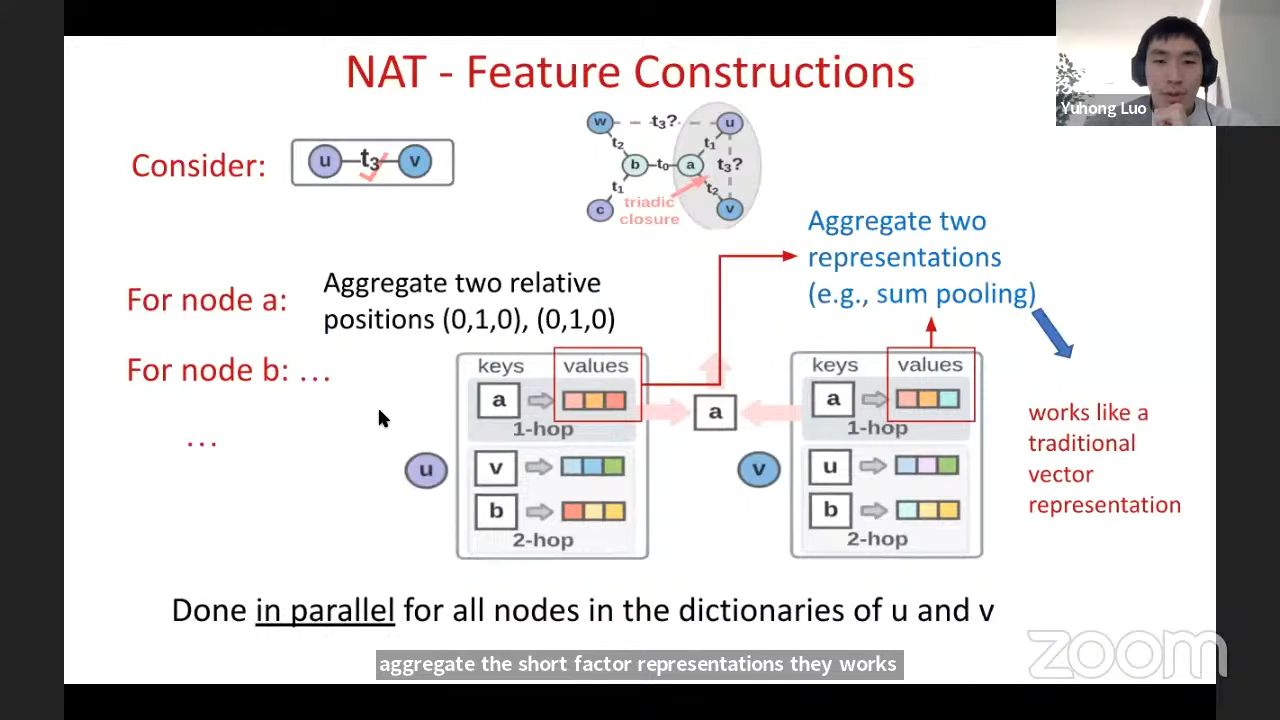 NAT - Feature Constructions
Yuhong Luo
Consider:
u t₃ v
w t₃? u
t₂ t₁
b t₀ a t₃?
t₁ t₂
triadic
closure
c v
Aggregate two
representations
(e.g., sum pooling)
For node a:
Aggregate two relative
positions (0,1,0), (0,1,0)
For node b: ...
...
keys values
a
1-hop
u
v
b
2-hop
a
keys values
a
1-hop
v
u
b
2-hop
works like a
traditional
vector
representation
Done in parallel for all nodes in the dictionaries of u and v
zoom
aggregate the short factor representations they works